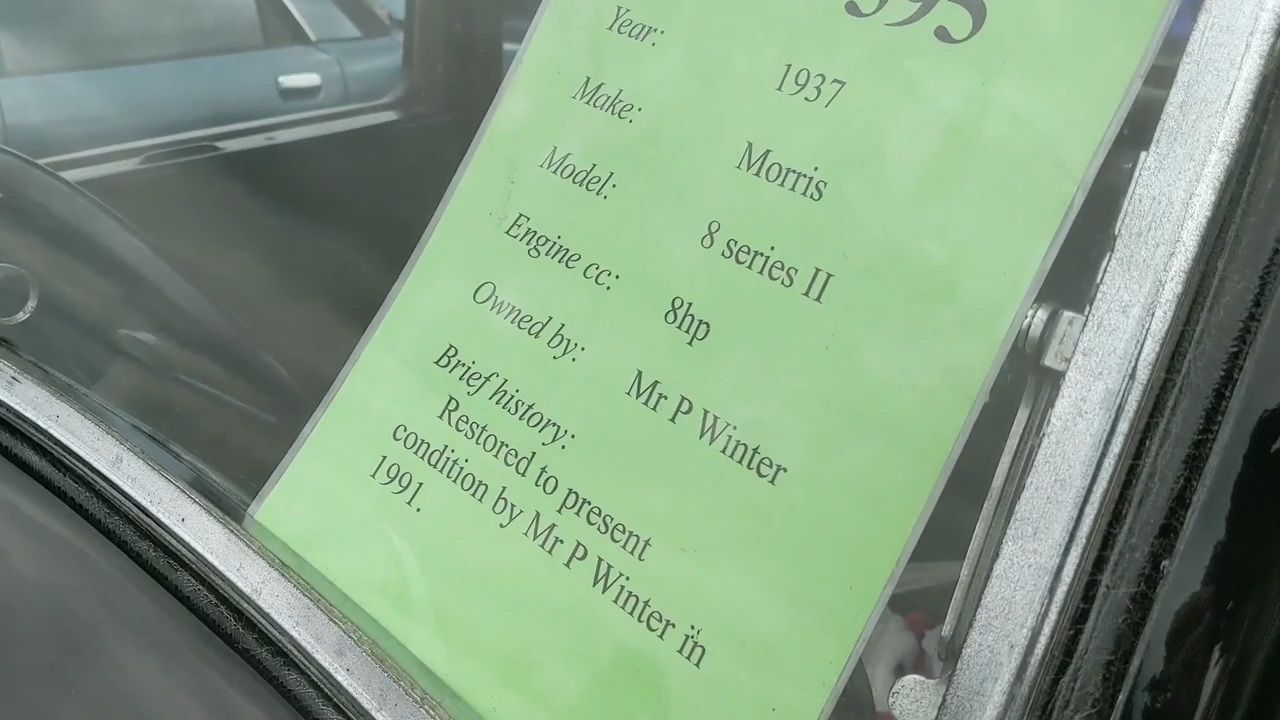 Year: 1937
Make: Morris
Model: 8 series II
Engine cc: 8hp
Owned by: Mr P Winter
Brief history:
Restored to present
condition by Mr P Winter in
1991.